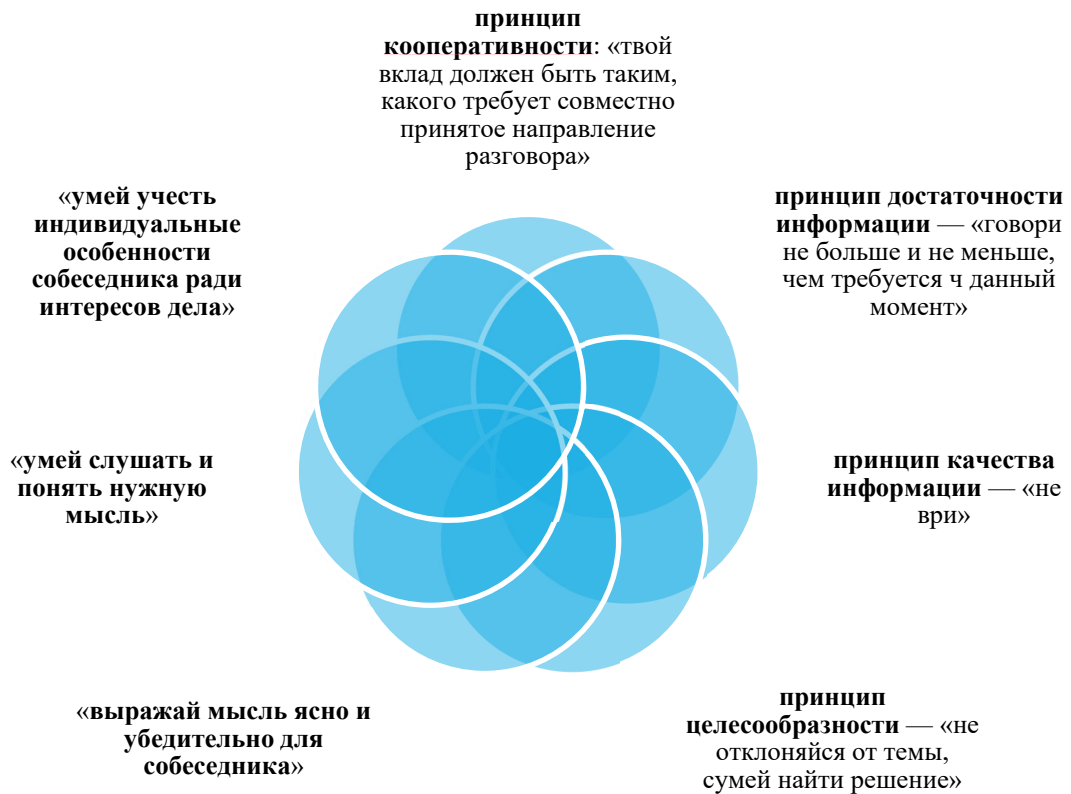 принцип
кооперативности: «твой
вклад должен быть таким,
какого требует совместно
принятое направление
разговора»
принцип достаточности
информации — «говори
не больше и не меньше,
чем требуется ч данный
момент»
принцип качества
информации — «не
ври»
принцип
целесообразности — «не
отклоняйся от темы,
сумей найти решение»
«выражай мысль ясно и
убедительно для
собеседника»
«умей слушать и
понять нужную
мысль»
«умей учесть
индивидуальные
особенности
собеседника ради
интересов дела»